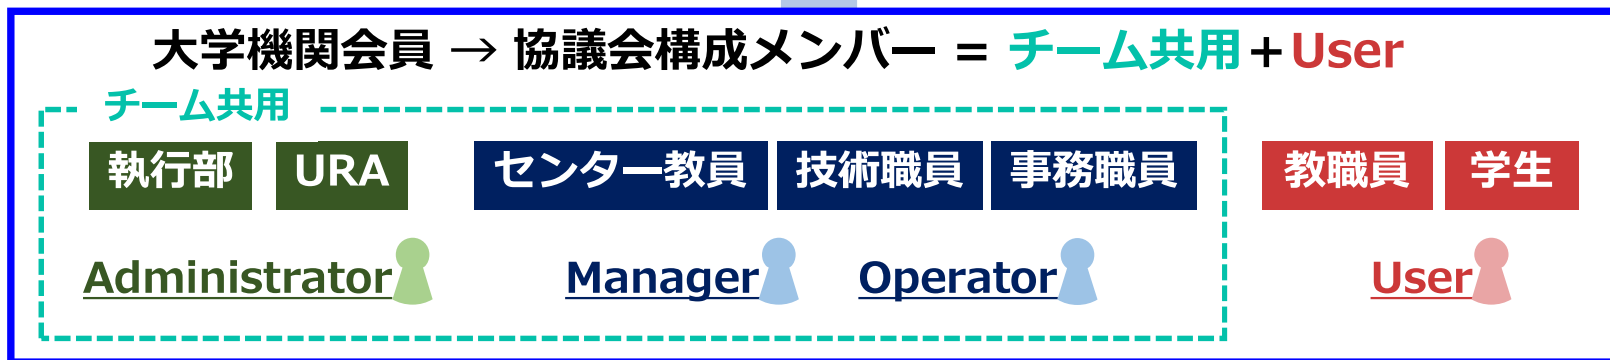 大学機関会員 → 協議会構成メンバー = チーム共用+User
チーム共用
執行部 URA センター教員 技術職員 事務職員 教職員 学生
Administrator Manager Operator User